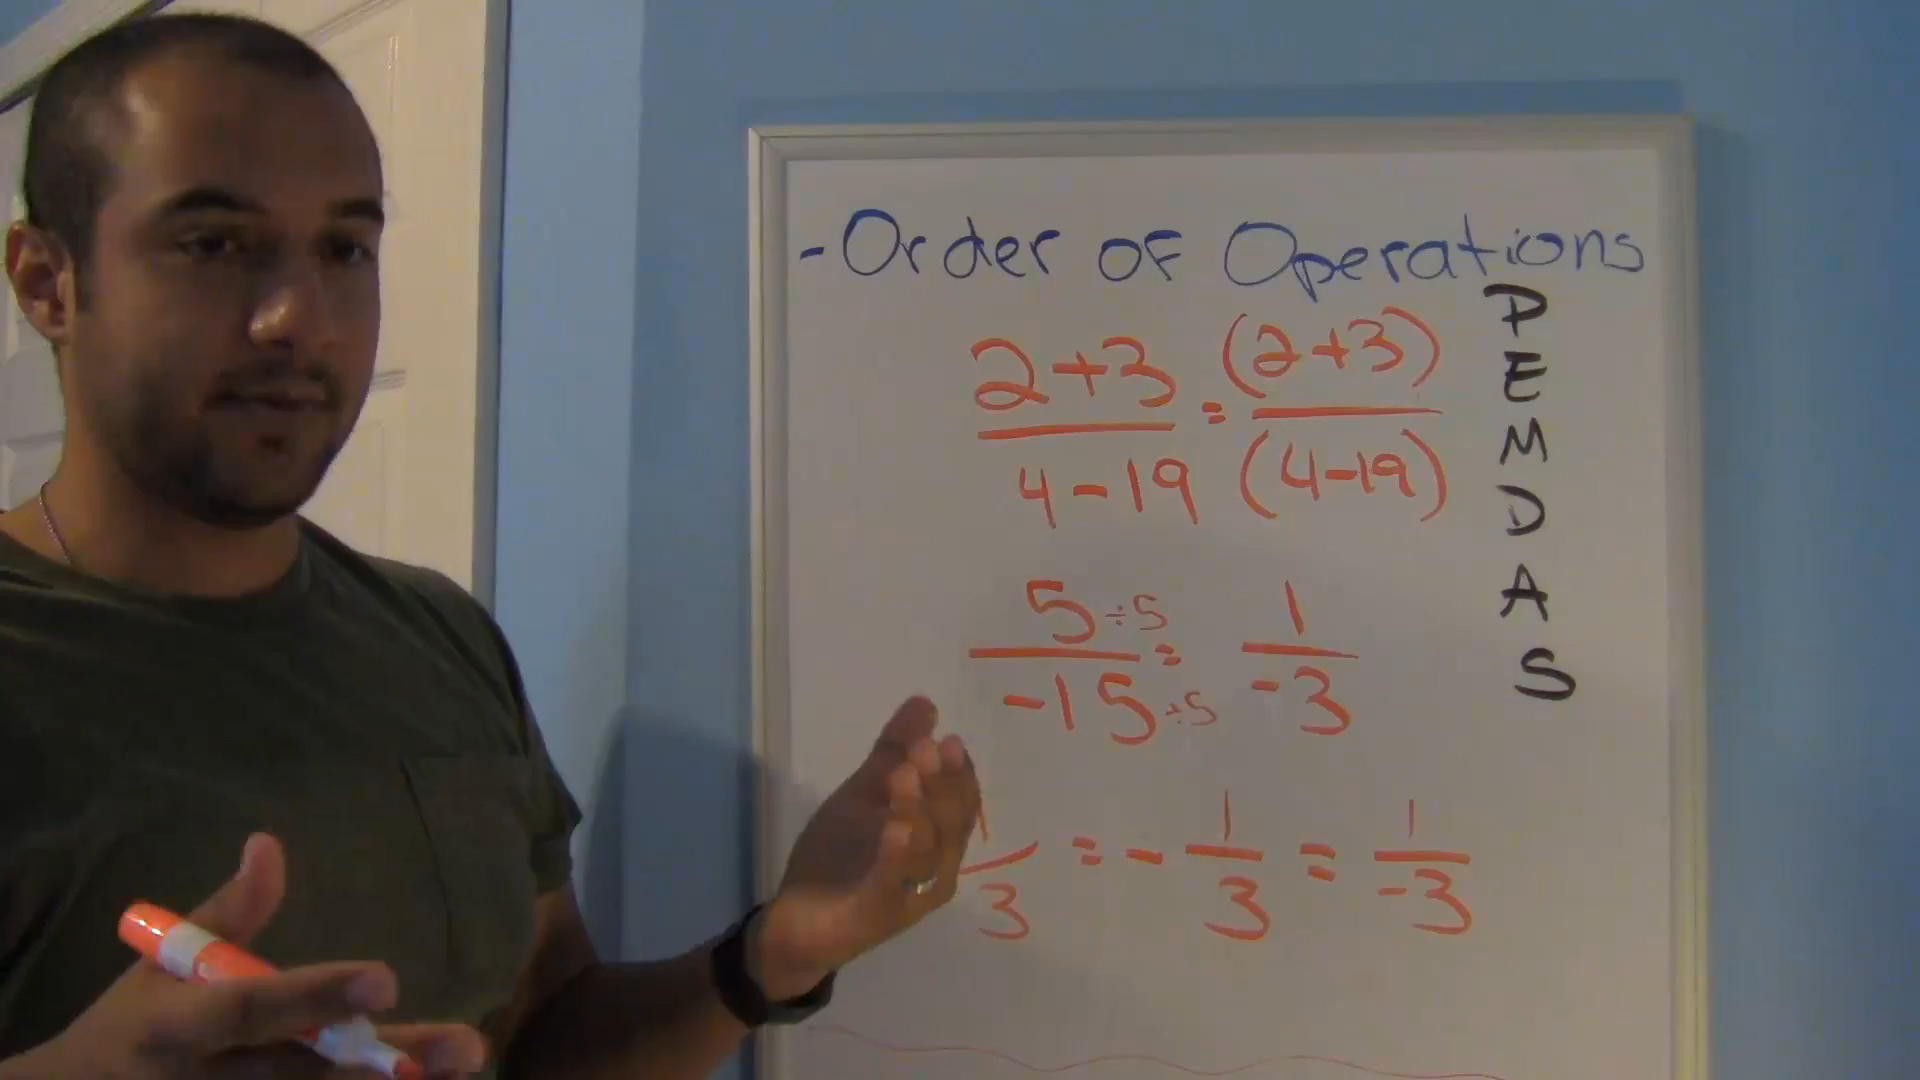 - Order of Operations
P
E
M
D
A
S
2+3 / 4-19 = (2+3) / (4-19)
5÷5 / -15÷5 = 1 / -3
1 / 3 = - 1 / 3 = 1 / -3